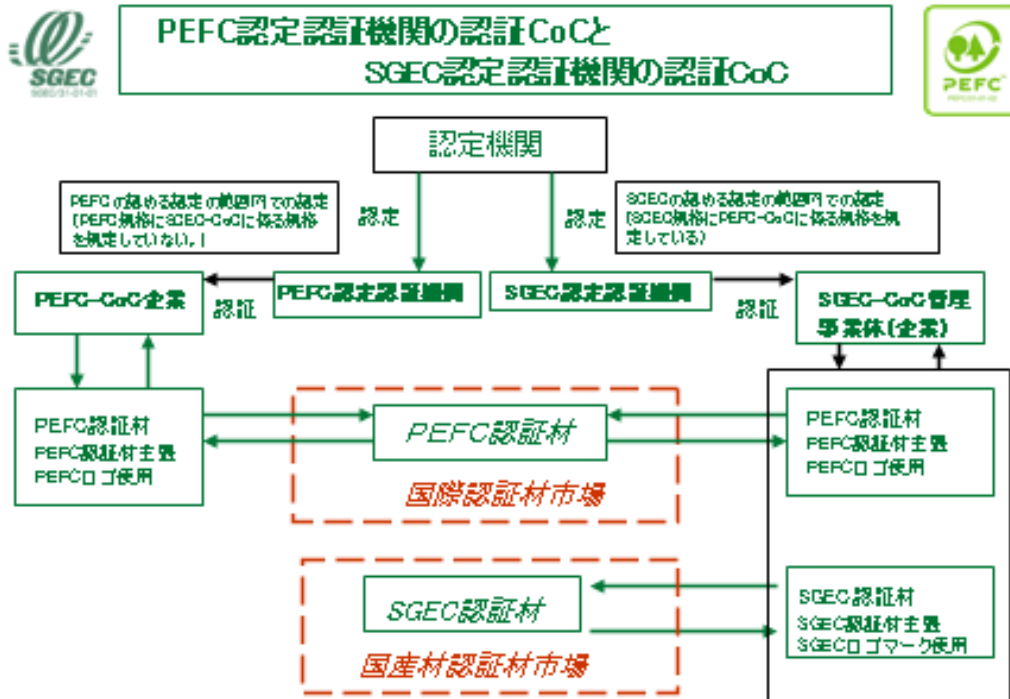 PEFC認定認証機関の認証CoCと
SGEC認定認証機関の認証CoC
SGEC
SGEC/31-01-01
PEFC
認定機関
PEFCの認める認定の範囲内での認定
(PEFC規格にSGEC-CoCに係る規格
を規定していない。)
認定
認定
SGECの認める認定の範囲内での認定
(SGEC規格にPEFC-CoCに係る規格を規
定している)
PEFC-CoC企業
認証
PEFC認定認証機関
SGEC認定認証機関
認証
SGEC-CoC管理
事業体(企業)
PEFC認証材
PEFC認証材主張
PEFCロゴ使用
PEFC認証材
国際認証材市場
PEFC認証材
PEFC認証材主張
PEFCロゴ使用
SGEC認証材
国産材認証材市場
SGEC認証材
SGEC認証材主張
SGECロゴマーク使用